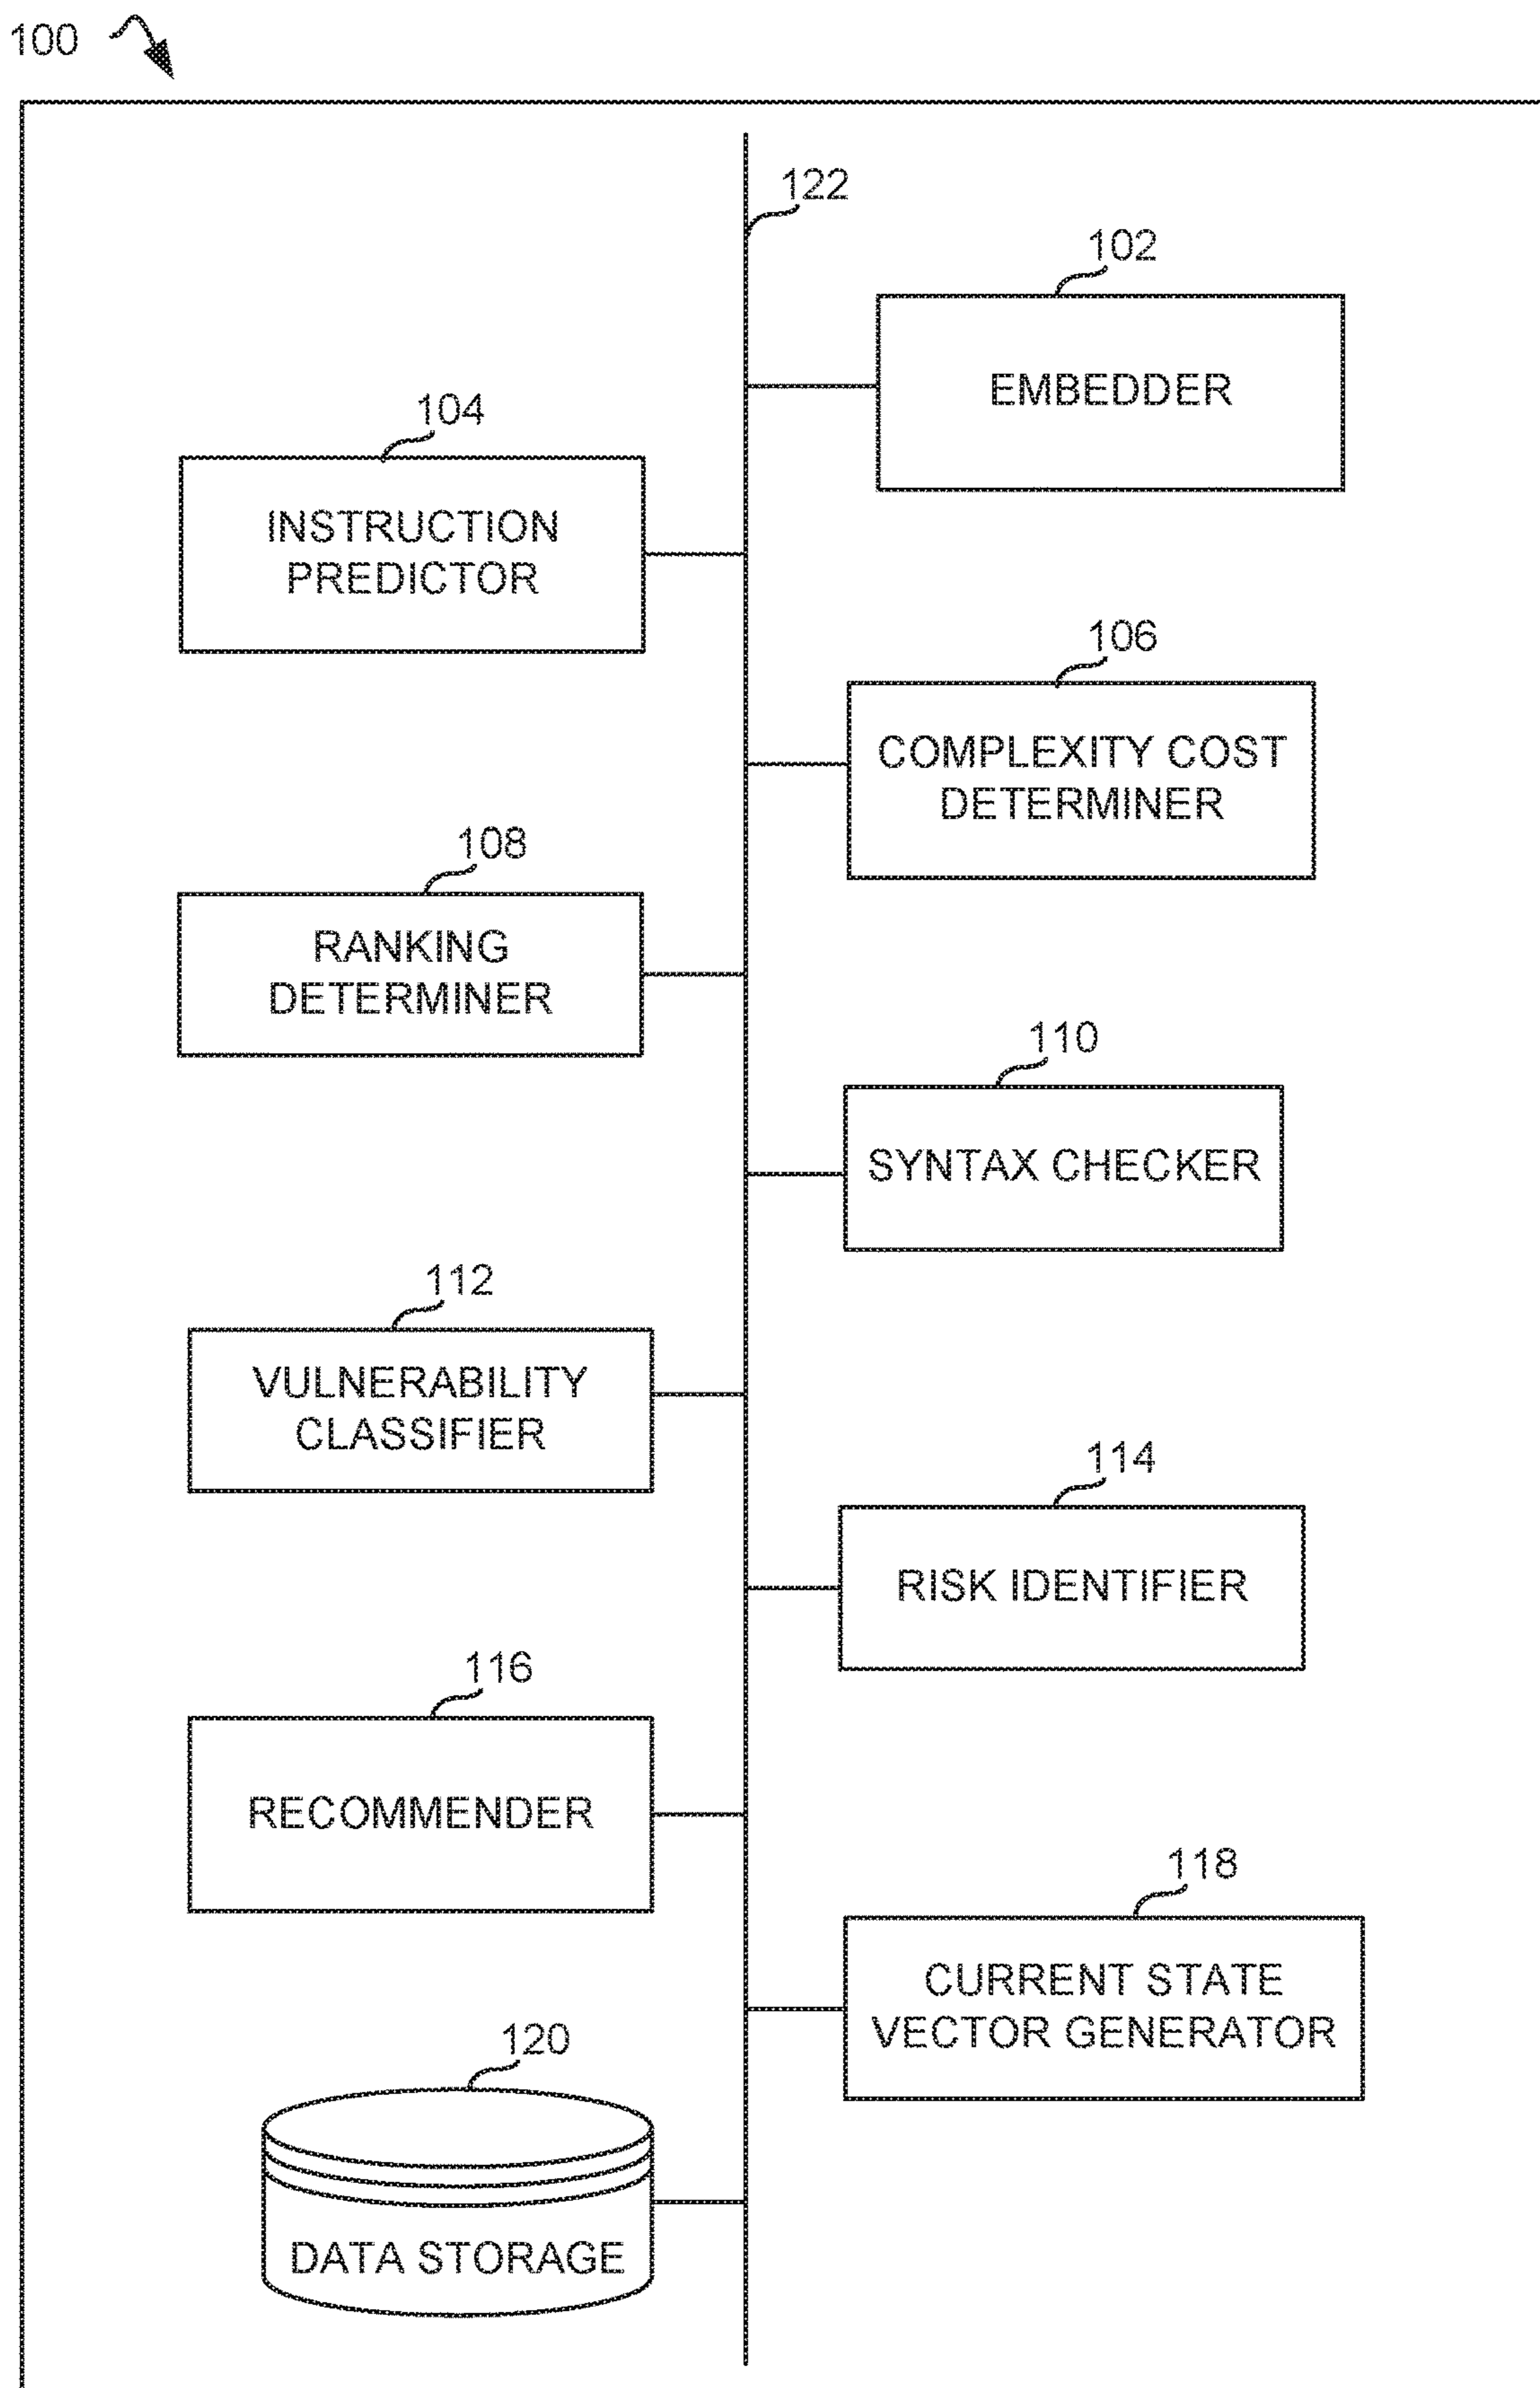 100
122
102
EMBEDDER
104
INSTRUCTION
PREDICTOR
106
COMPLEXITY COST
DETERMINER
108
RANKING
DETERMINER
110
SYNTAX CHECKER
112
VULNERABILITY
CLASSIFIER
114
RISK IDENTIFIER
116
RECOMMENDER
118
CURRENT STATE
VECTOR GENERATOR
120
DATA STORAGE